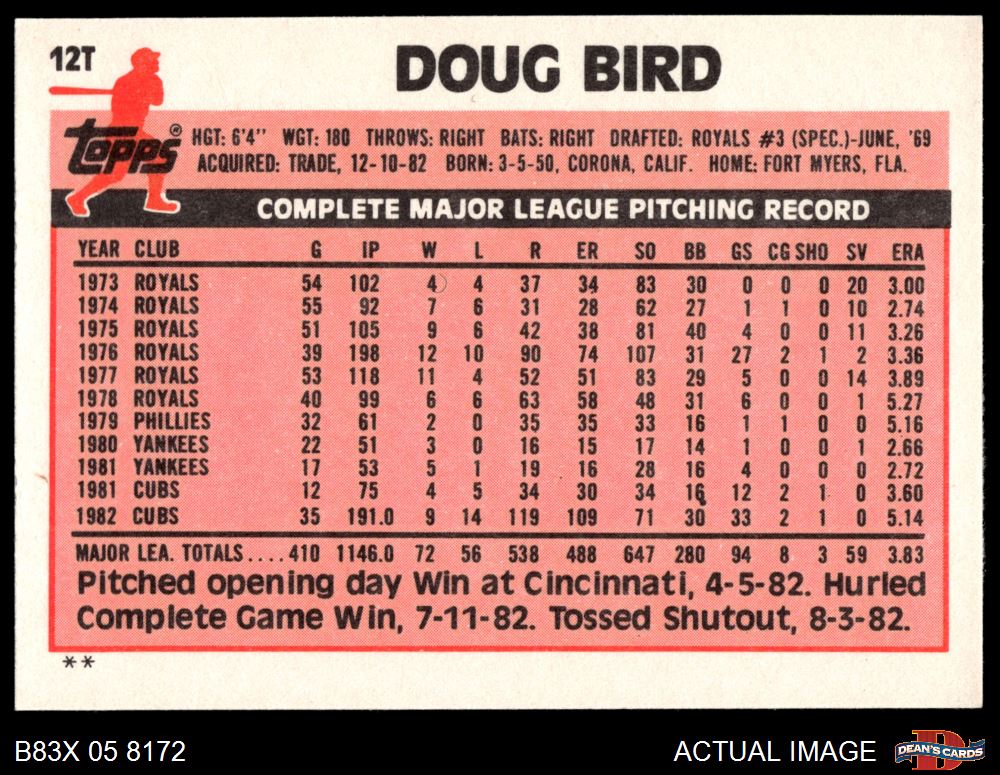 12T
DOUG BIRD
topps® HGT: 6'4'' WGT: 180 THROWS: RIGHT BATS: RIGHT DRAFTED: ROYALS #3 (SPEC.)-JUNE, '69
ACQUIRED: TRADE, 12-10-82 BORN: 3-5-50, CORONA, CALIF. HOME: FORT MYERS, FLA.
COMPLETE MAJOR LEAGUE PITCHING RECORD
YEAR CLUB G IP W L R ER SO BB GS CG SHO SV ERA
1973 ROYALS 54 102 4 4 37 34 83 30 0 0 0 20 3.00
1974 ROYALS 55 92 7 6 31 28 62 27 1 1 0 10 2.74
1975 ROYALS 51 105 9 6 42 38 81 40 4 0 0 11 3.26
1976 ROYALS 39 198 12 10 90 74 107 31 27 2 1 2 3.36
1977 ROYALS 53 118 11 4 52 51 83 29 5 0 0 14 3.89
1978 ROYALS 40 99 6 6 63 58 48 31 6 0 0 1 5.27
1979 PHILLIES 32 61 2 0 35 35 33 16 1 1 0 0 5.16
1980 YANKEES 22 51 3 0 16 15 17 14 1 0 0 1 2.66
1981 YANKEES 17 53 5 1 19 16 28 16 4 0 0 0 2.72
1981 CUBS 12 75 4 5 34 30 34 16 12 2 1 0 3.60
1982 CUBS 35 191.0 9 14 119 109 71 30 33 2 1 0 5.14
MAJOR LEA. TOTALS....410 1146.0 72 56 538 488 647 280 94 8 3 59 3.83
Pitched opening day Win at Cincinnati, 4-5-82. Hurled
Complete Game Win, 7-11-82. Tossed Shutout, 8-3-82.
**
B83X 05 8172 ACTUAL IMAGE DEAN'S CARDS